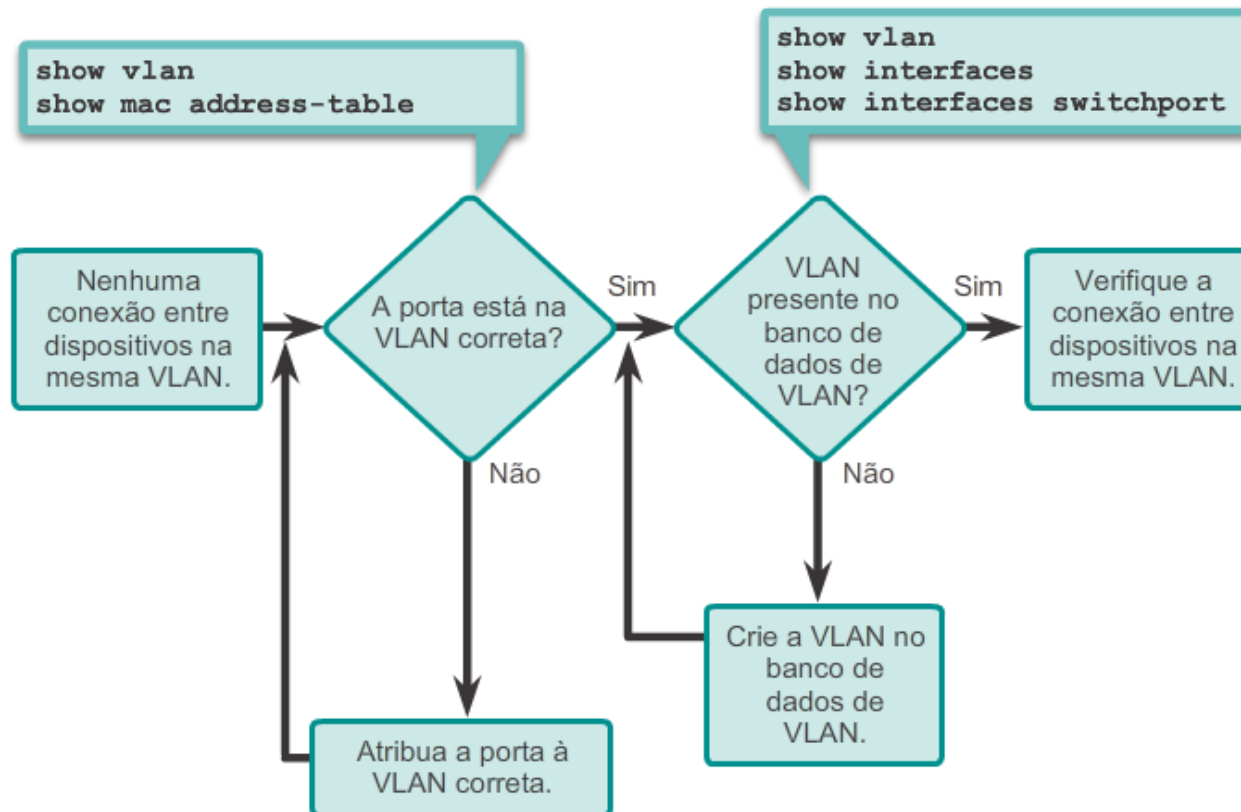 show vlan
show mac address-table
show vlan
show interfaces
show interfaces switchport
Nenhuma
conexão entre
dispositivos na
mesma VLAN.
A porta está na
VLAN correta?
Sim
VLAN
presente no
banco de
dados de
VLAN?
Sim
Verifique a
conexão entre
dispositivos na
mesma VLAN.
Não
Não
Atribua a porta à
VLAN correta.
Crie a VLAN no
banco de
dados de
VLAN.